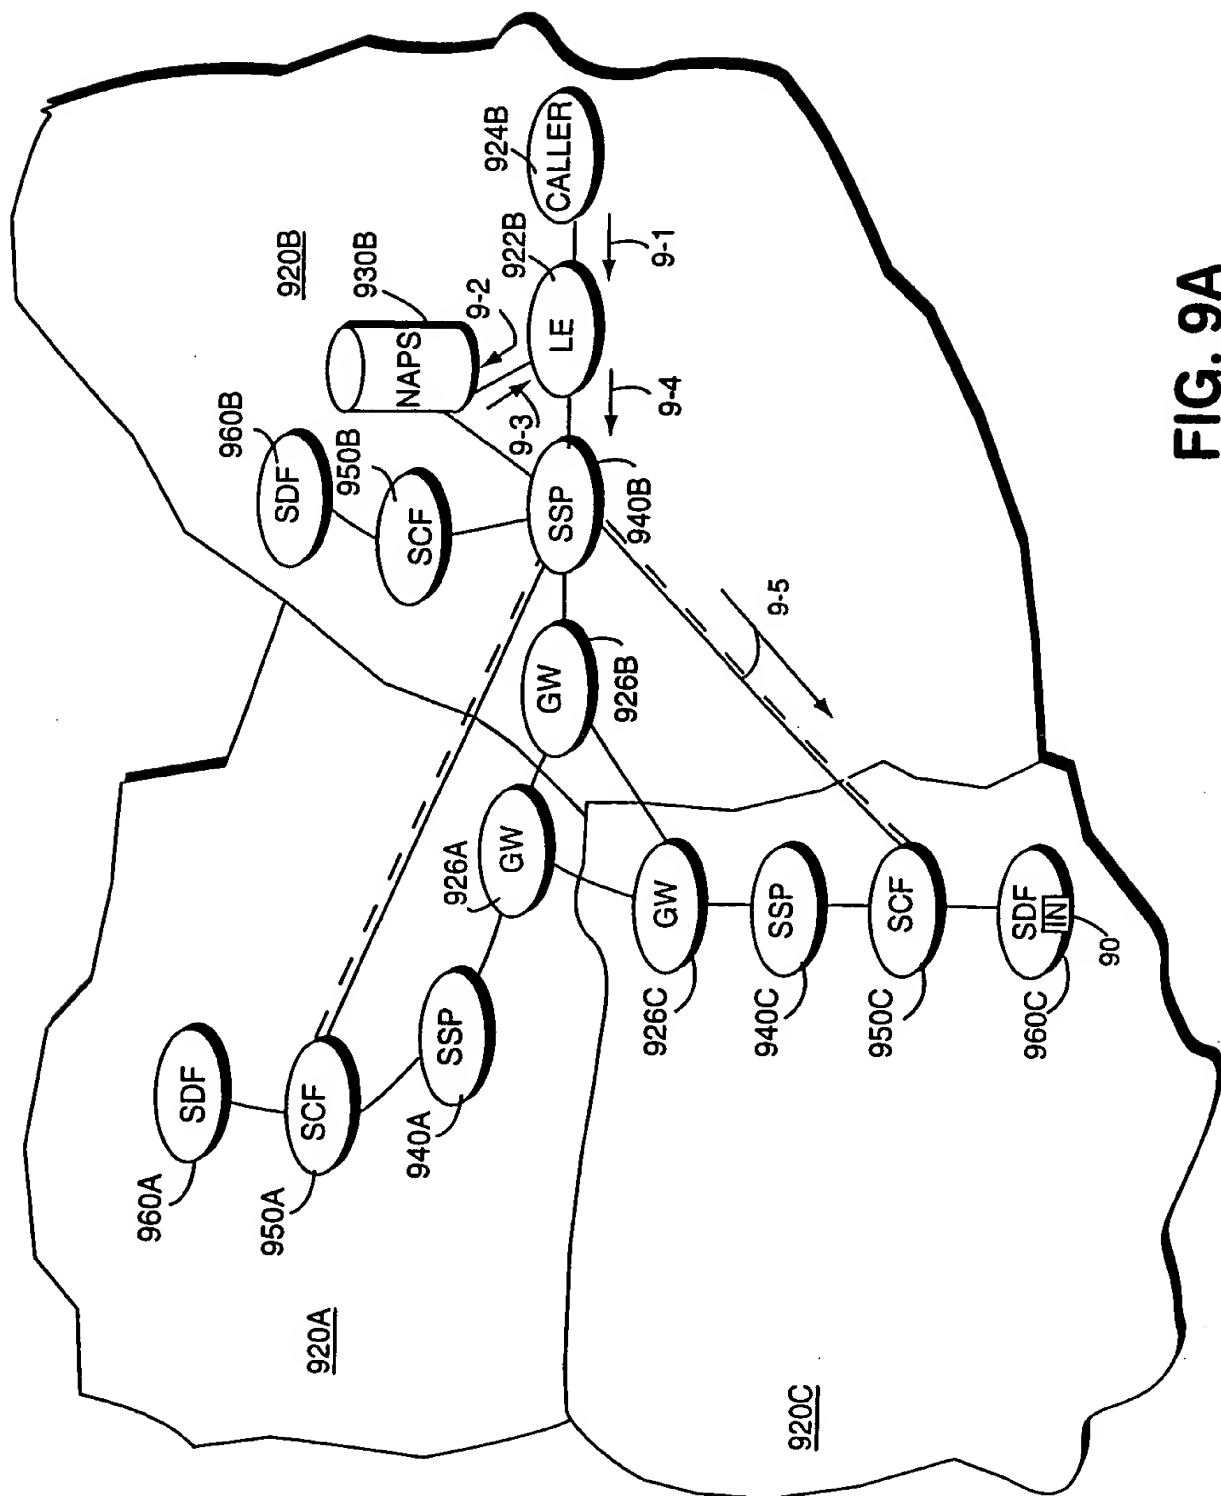 920B
NAPS
930B
9-2
9-3
SDF
960B
SCF
950B
CALLER
924B
LE
922B
9-1
9-4
SSP
940B
GW
926B
9-5
GW
926A
SSP
940A
SCF
950A
SDF
960A
920A
GW
926C
SSP
940C
SCF
950C
SDF
IN
960C
90
920C
FIG. 9A